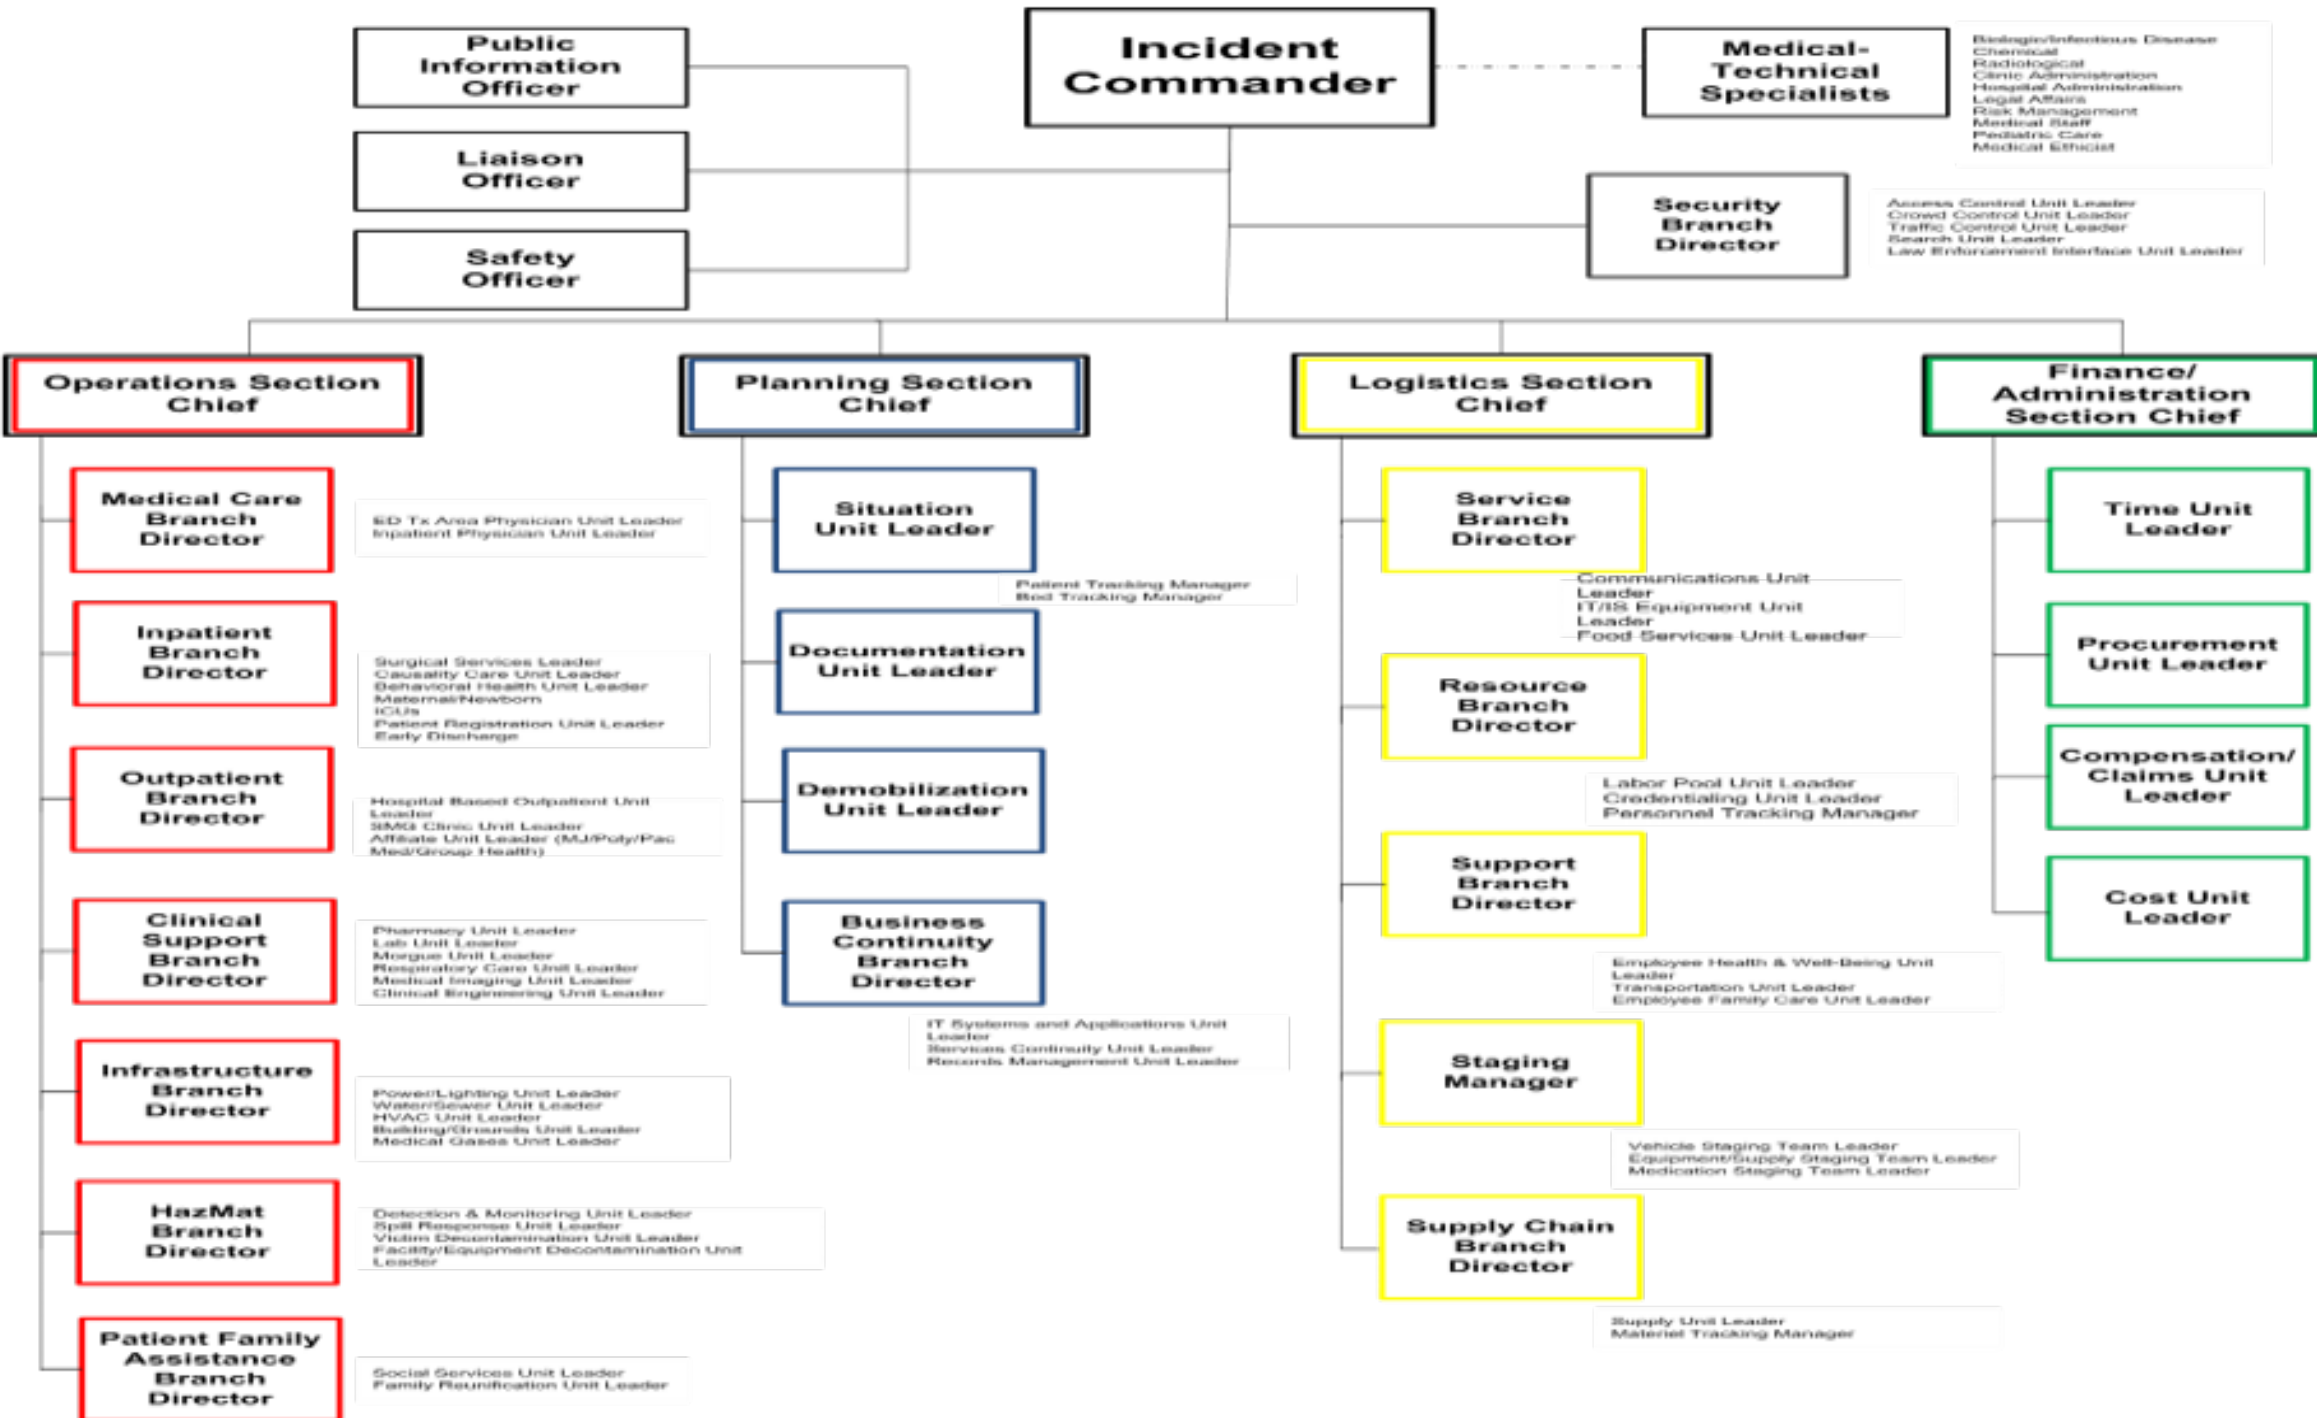 Public
Information
Officer
Incident
Commander
Medical-
Technical
Specialists
Biologic/Infectious Disease
Chemical
Radiological
Clinic Administration
Hospital Administration
Legal Affairs
Risk Management
Medical Staff
Pediatric Care
Medical Ethicist
Liaison
Officer
Security
Branch
Director
Access Control Unit Leader
Crowd Control Unit Leader
Traffic Control Unit Leader
Search Unit Leader
Law Enforcement Interface Unit Leader
Safety
Officer
Operations Section
Chief
Medical Care
Branch
Director
ED Tx Area Physician Unit Leader
Inpatient Physician Unit Leader
Inpatient
Branch
Director
Surgical Services Leader
Causality Care Unit Leader
Behavioral Health Unit Leader
Maternal/Newborn
ICUs
Patient Registration Unit Leader
Early Discharge
Outpatient
Branch
Director
Hospital Based Outpatient Unit
Leader
SMG Clinic Unit Leader
Affiliate Unit Leader (MJ/Poly/Pac
Med/Group Health)
Clinical
Support
Branch
Director
Pharmacy Unit Leader
Lab Unit Leader
Morgue Unit Leader
Respiratory Care Unit Leader
Medical Imaging Unit Leader
Clinical Engineering Unit Leader
Infrastructure
Branch
Director
Power/Lighting Unit Leader
Water/Sewer Unit Leader
HVAC Unit Leader
Building/Grounds Unit Leader
Medical Gases Unit Leader
HazMat
Branch
Director
Detection & Monitoring Unit Leader
Spill Response Unit Leader
Victim Decontamination Unit Leader
Facility/Equipment Decontamination Unit
Leader
Patient Family
Assistance
Branch
Director
Social Services Unit Leader
Family Reunification Unit Leader
Planning Section
Chief
Situation
Unit Leader
Patient Tracking Manager
Bed Tracking Manager
Documentation
Unit Leader
Demobilization
Unit Leader
Business
Continuity
Branch
Director
IT Systems and Applications Unit
Leader
Services Continuity Unit Leader
Records Management Unit Leader
Logistics Section
Chief
Service
Branch
Director
Communications Unit
Leader
IT/IS Equipment Unit
Leader
Food Services Unit Leader
Resource
Branch
Director
Labor Pool Unit Leader
Credentialing Unit Leader
Personnel Tracking Manager
Support
Branch
Director
Employee Health & Well-Being Unit
Leader
Transportation Unit Leader
Employee Family Care Unit Leader
Staging
Manager
Vehicle Staging Team Leader
Equipment/Supply Staging Team Leader
Medication Staging Team Leader
Supply Chain
Branch
Director
Supply Unit Leader
Materiel Tracking Manager
Finance/
Administration
Section Chief
Time Unit
Leader
Procurement
Unit Leader
Compensation/
Claims Unit
Leader
Cost Unit
Leader